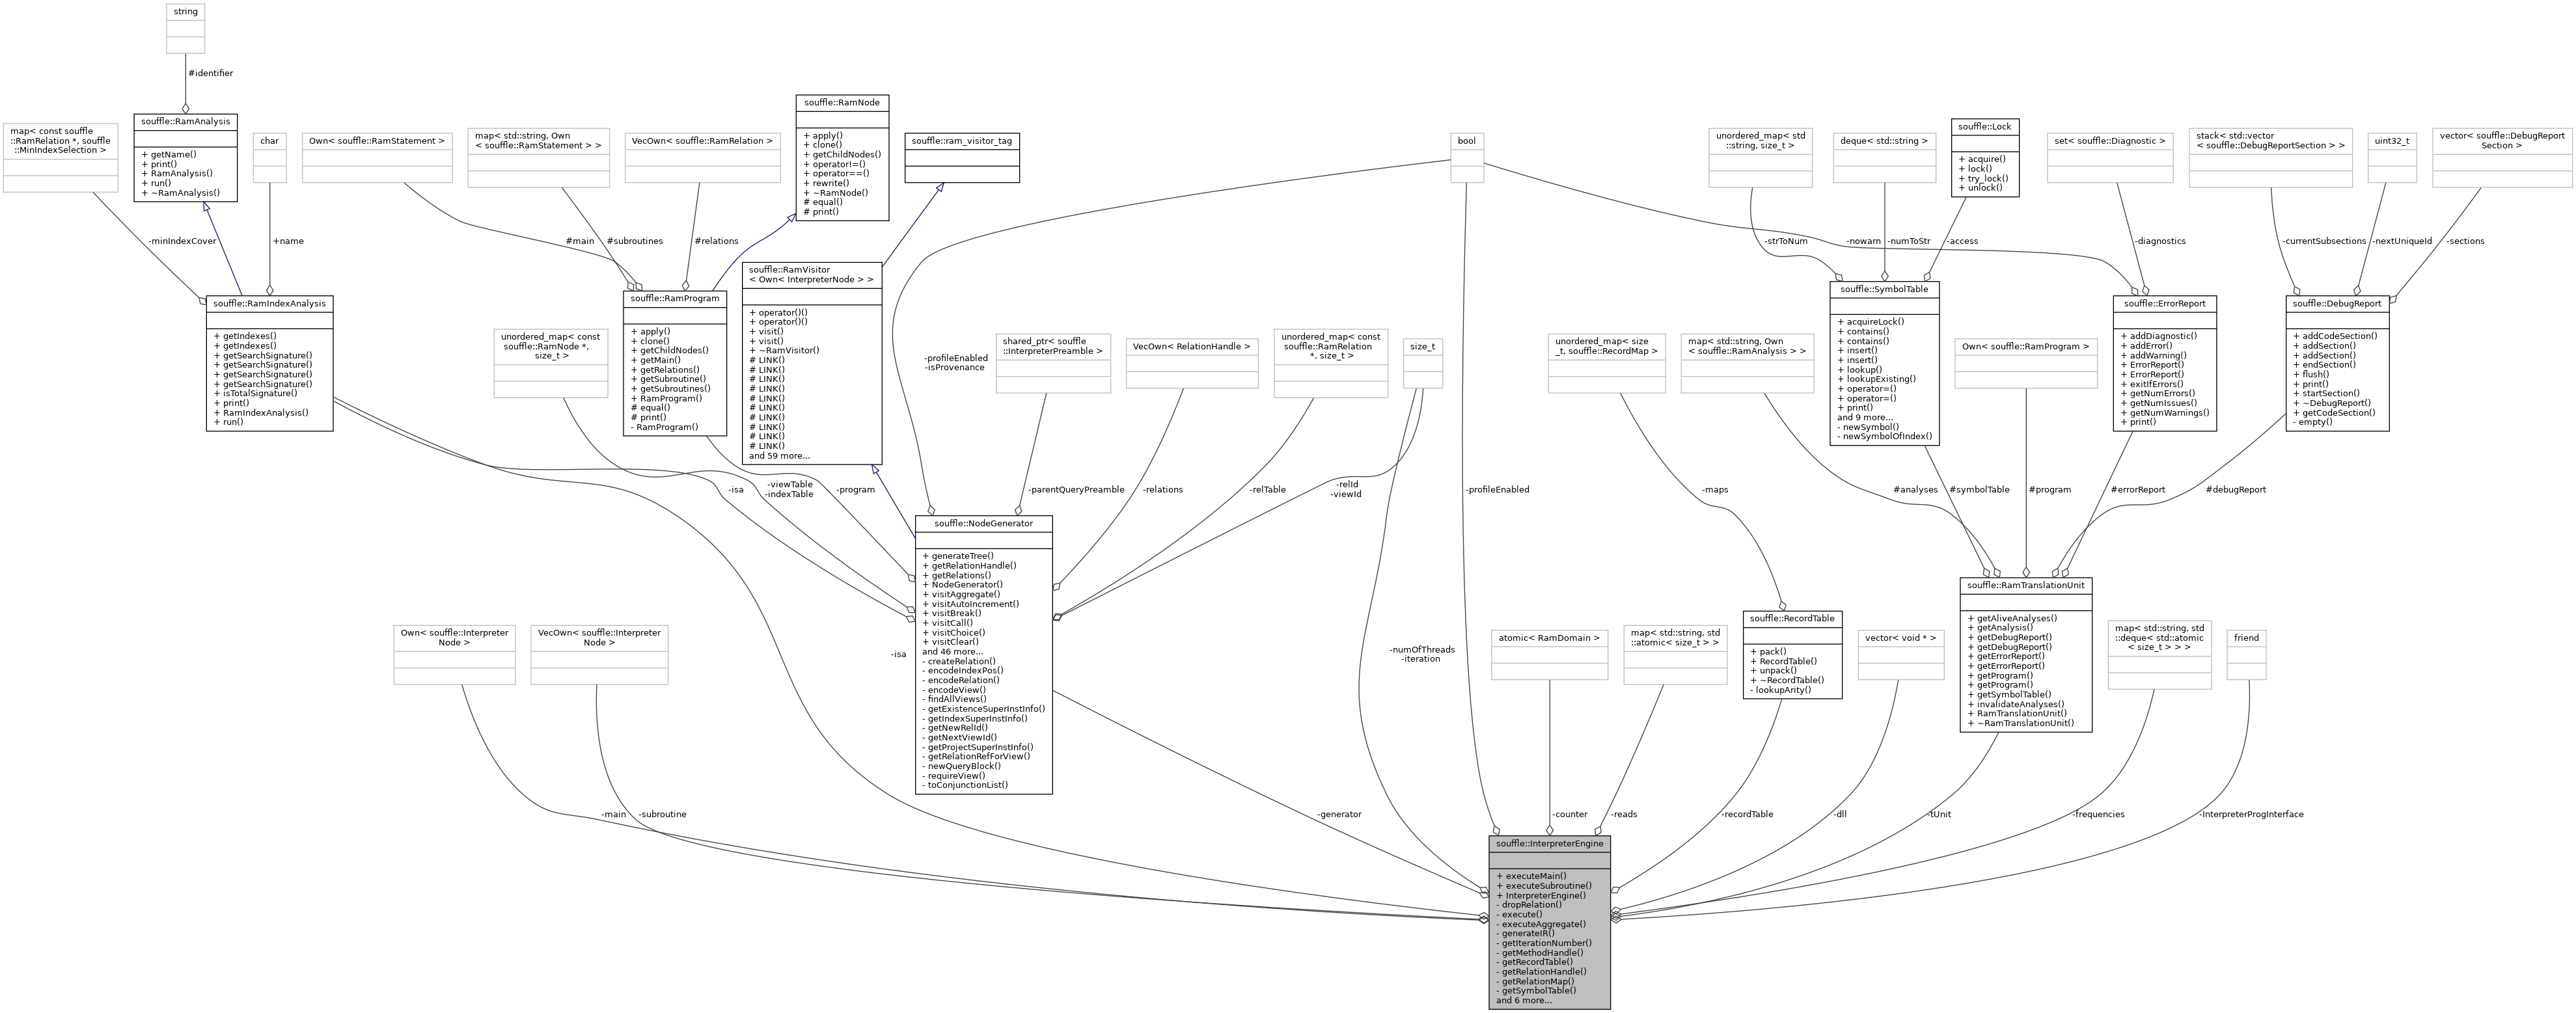 string
#identifier
map< const souffle
::RamRelation *, souffle
::MinIndexSelection >
souffle::RamAnalysis
+ getName()
+ print()
+ RamAnalysis()
+ run()
+ ~RamAnalysis()
char
Own< souffle::RamStatement >
map< std::string, Own
< souffle::RamStatement > >
VecOwn< souffle::RamRelation >
souffle::RamNode
+ apply()
+ clone()
+ getChildNodes()
+ operator!=()
+ operator==()
+ rewrite()
+ ~RamNode()
# equal()
# print()
souffle::ram_visitor_tag
bool
unordered_map< std
::string, size_t >
deque< std::string >
souffle::Lock
+ acquire()
+ lock()
+ try_lock()
+ unlock()
set< souffle::Diagnostic >
stack< std::vector
< souffle::DebugReportSection > >
uint32_t
vector< souffle::DebugReport
Section >
-minIndexCover
+name
#main
#subroutines
#relations
-strToNum
-nowarn
-numToStr
-access
-diagnostics
-currentSubsections
-nextUniqueId
-sections
souffle::RamIndexAnalysis
+ getIndexes()
+ getIndexes()
+ getSearchSignature()
+ getSearchSignature()
+ getSearchSignature()
+ getSearchSignature()
+ isTotalSignature()
+ print()
+ RamIndexAnalysis()
+ run()
unordered_map< const
souffle::RamNode *,
size_t >
souffle::RamProgram
+ apply()
+ clone()
+ getChildNodes()
+ getMain()
+ getRelations()
+ getSubroutine()
+ getSubroutines()
+ RamProgram()
# equal()
# print()
- RamProgram()
souffle::RamVisitor
< Own< InterpreterNode > >
+ operator()()
+ operator()()
+ visit()
+ visit()
+ ~RamVisitor()
# LINK()
# LINK()
# LINK()
# LINK()
# LINK()
# LINK()
# LINK()
# LINK()
# LINK()
# LINK()
and 59 more...
-profileEnabled
-isProvenance
shared_ptr< souffle
::InterpreterPreamble >
VecOwn< RelationHandle >
unordered_map< const
souffle::RamRelation
*, size_t >
size_t
unordered_map< size
_t, souffle::RecordMap >
map< std::string, Own
< souffle::RamAnalysis > >
souffle::SymbolTable
+ acquireLock()
+ contains()
+ contains()
+ insert()
+ insert()
+ lookup()
+ lookupExisting()
+ operator=()
+ operator=()
+ print()
and 9 more...
- newSymbol()
- newSymbolOfIndex()
Own< souffle::RamProgram >
souffle::ErrorReport
+ addDiagnostic()
+ addError()
+ addWarning()
+ ErrorReport()
+ ErrorReport()
+ exitIfErrors()
+ getNumErrors()
+ getNumIssues()
+ getNumWarnings()
+ print()
souffle::DebugReport
+ addCodeSection()
+ addSection()
+ addSection()
+ endSection()
+ flush()
+ print()
+ startSection()
+ ~DebugReport()
+ getCodeSection()
- empty()
-isa
-viewTable
-indexTable
-program
-parentQueryPreamble
-relations
-relTable
-relId
-viewId
-profileEnabled
-maps
#analyses
#symbolTable
#program
#errorReport
#debugReport
souffle::NodeGenerator
+ generateTree()
+ getRelationHandle()
+ getRelations()
+ NodeGenerator()
+ visitAggregate()
+ visitAutoIncrement()
+ visitBreak()
+ visitCall()
+ visitChoice()
+ visitClear()
and 46 more...
- createRelation()
- encodeIndexPos()
- encodeRelation()
- encodeView()
- findAllViews()
- getExistenceSuperInstInfo()
- getIndexSuperInstInfo()
- getNewRelId()
- getNextViewId()
- getProjectSuperInstInfo()
- getRelationRefForView()
- newQueryBlock()
- requireView()
- toConjunctionList()
Own< souffle::Interpreter
Node >
VecOwn< souffle::Interpreter
Node >
-isa
-numOfThreads
-iteration
atomic< RamDomain >
map< std::string, std
::atomic< size_t > >
souffle::RecordTable
+ pack()
+ RecordTable()
+ unpack()
+ ~RecordTable()
- lookupArity()
vector< void * >
souffle::RamTranslationUnit
+ getAliveAnalyses()
+ getAnalysis()
+ getDebugReport()
+ getDebugReport()
+ getErrorReport()
+ getErrorReport()
+ getProgram()
+ getProgram()
+ getSymbolTable()
+ invalidateAnalyses()
+ RamTranslationUnit()
+ ~RamTranslationUnit()
map< std::string, std
::deque< std::atomic
< size_t > > >
friend
-main
-subroutine
-generator
-counter
-reads
-recordTable
-dll
-tUnit
-frequencies
-InterpreterProgInterface
souffle::InterpreterEngine
+ executeMain()
+ executeSubroutine()
+ InterpreterEngine()
- dropRelation()
- execute()
- executeAggregate()
- generateIR()
- getIterationNumber()
- getMethodHandle()
- getRecordTable()
- getRelationHandle()
- getRelationMap()
- getSymbolTable()
and 6 more...